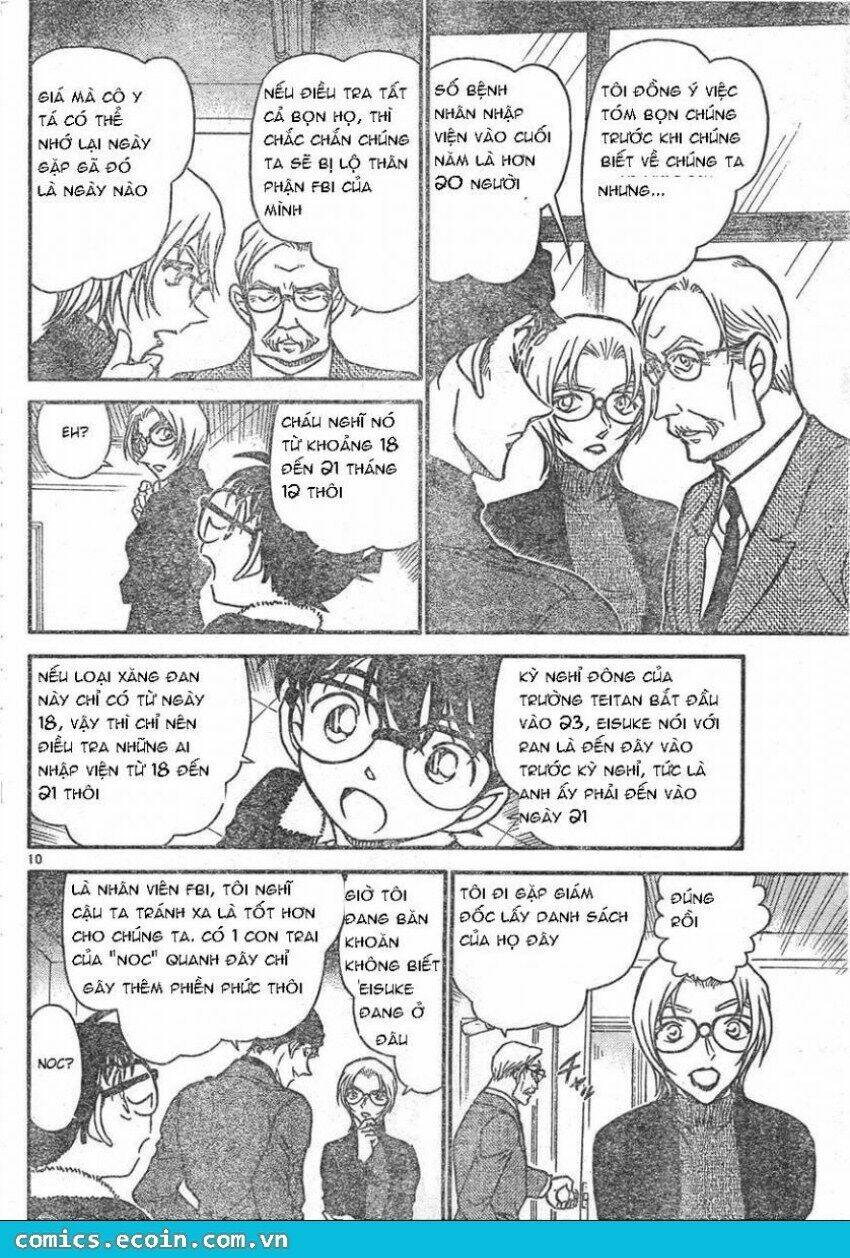 TÔI ĐỒNG Ý VIỆC
TÓM BỌN CHÚNG
TRƯỚC KHI CHÚNG
BIẾT VỀ CHÚNG TA
NHƯNG...
SỐ BỆNH
NHÂN NHẬP
VIỆN VÀO CUỐI
NĂM LÀ HƠN
20 NGƯỜI
NẾU ĐIỀU TRA TẤT
CẢ BỌN HỌ, THÌ
CHẮC CHẮN CHÚNG
TA SẼ BỊ LỘ THÂN
PHẬN FBI CỦA
MÌNH
GIÁ MÀ CÔ Y
TÁ CÓ THỂ
NHỚ LẠI NGÀY
GẶP GÃ ĐÓ
LÀ NGÀY NÀO
CHÁU NGHĨ NÓ
TỪ KHOẢNG 18
ĐẾN 21 THÁNG
12 THÔI
EH?
KỲ NGHỈ ĐÔNG CỦA
TRƯỜNG TEITAN BẮT ĐẦU
VÀO 23, EISUKE NÓI VỚI
RAN LÀ ĐẾN ĐÂY VÀO
TRƯỚC KỲ NGHỈ, TỨC LÀ
ANH ẤY PHẢI ĐẾN VÀO
NGÀY 21
NẾU LOẠI XĂNG ĐAN
NÀY CHỈ CÓ TỪ NGÀY
18, VẬY THÌ CHỈ NÊN
ĐIỀU TRA NHỮNG AI
NHẬP VIỆN TỪ 18 ĐẾN
21 THÔI
10
ĐÚNG
RỒI
TÔI ĐI GẶP GIÁM
ĐỐC LẤY DANH SÁCH
CỦA HỌ ĐÂY
GIỜ TÔI
ĐANG BĂN
KHOĂN
KHÔNG BIẾT
EISUKE
ĐANG Ở
ĐÂU
LÀ NHÂN VIÊN FBI, TÔI NGHĨ
CẬU TA TRÁNH XA LÀ TỐT HƠN
CHO CHÚNG TA. CÓ 1 CON TRAI
CỦA "NOC" QUANH ĐÂY CHỈ
GÂY THÊM PHIỀN PHỨC THÔI
NOC?
comics.ecoin.com.vn